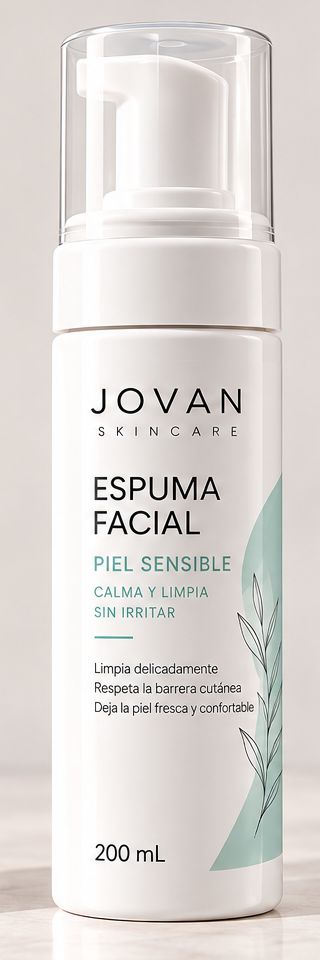 JOVAN
SKINCARE
ESPUMA
FACIAL
PIEL SENSIBLE
CALMA Y LIMPIA
SIN IRRITAR
Limpia delicadamente
Respeta la barrera cutánea
Deja la piel fresca y confortable
200 mL